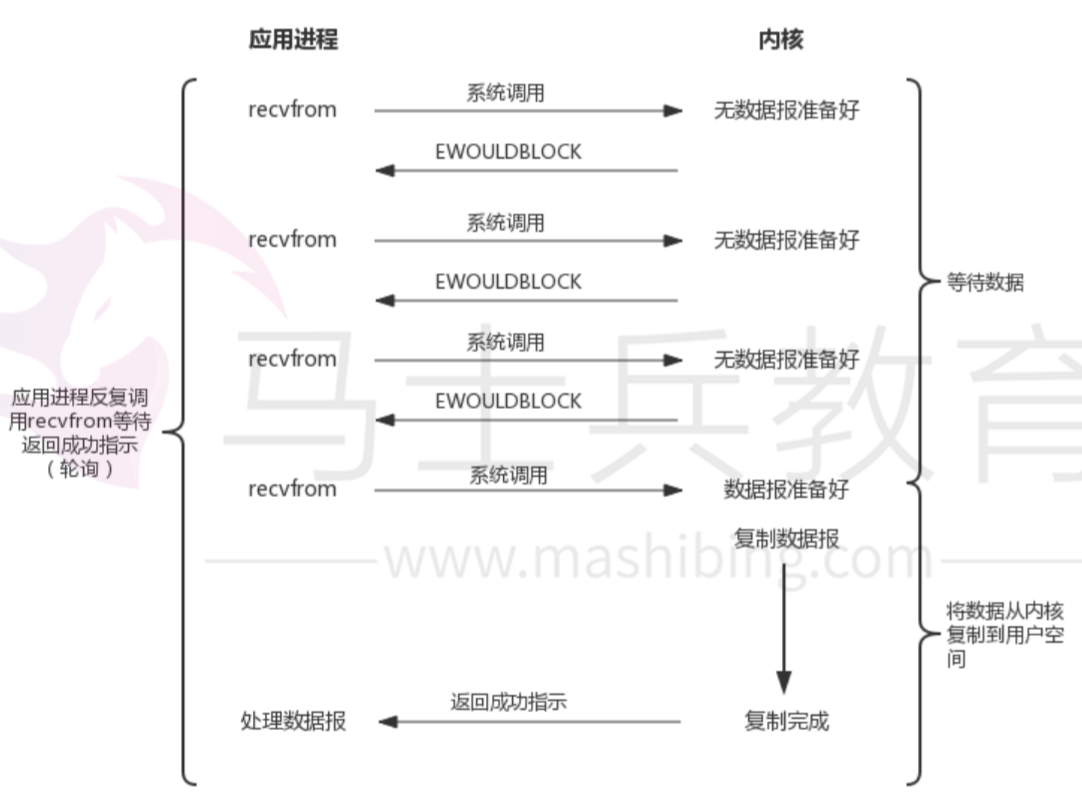 应用进程
内核
recvfrom
系统调用
无数据报准备好
EWOULDBLOCK
recvfrom
系统调用
无数据报准备好
EWOULDBLOCK
等待数据
recvfrom
系统调用
无数据报准备好
EWOULDBLOCK
应用进程反复调
用recvfrom等待
返回成功指示
（轮询）
recvfrom
系统调用
数据报准备好
复制数据报
将数据从内核
复制到用户空
间
处理数据报
返回成功指示
复制完成
马士兵教育
www.mashibing.com